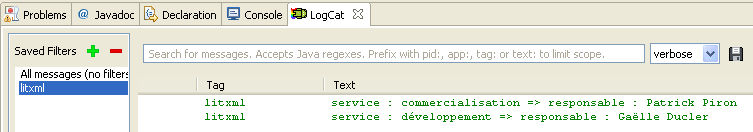 Problems @ Javadoc Declaration Console LogCat
Saved Filters
Search for messages. Accepts Java regexes. Prefix with pid:, app:, tag: or text: to limit scope. verbose
All messages (no filters
litxml
Tag Text
litxml service : commercialisation => responsable : Patrick Piron
litxml service : développement => responsable : Gaëlle Ducler